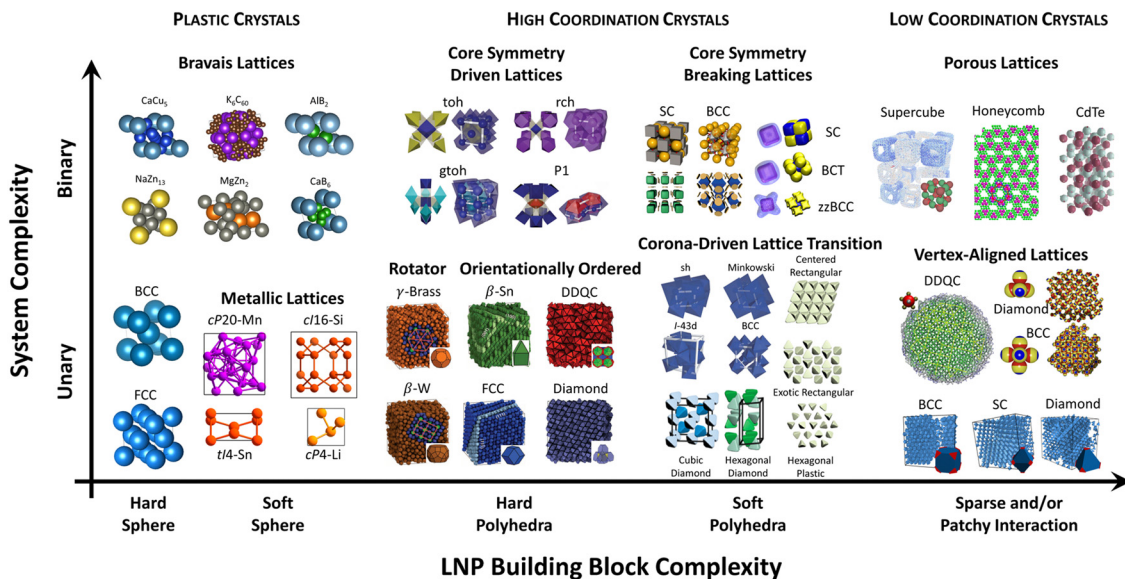 PLASTIC CRYSTALS
HIGH COORDINATION CRYSTALS
LOW COORDINATION CRYSTALS
System Complexity
Binary
Unary
Bravais Lattices
CaCu5
K6C60
AlB2
NaZn13
MgZn2
CaB6
BCC
FCC
Metallic Lattices
cP20-Mn
cI16-Si
tI4-Sn
cP4-Li
Core Symmetry
Driven Lattices
toh
rch
gtoh
P1
Rotator
γ-Brass
β-W
Orientationally Ordered
β-Sn
DDQC
FCC
Diamond
Core Symmetry
Breaking Lattices
SC
BCC
SC
BCT
zzBCC
Corona-Driven Lattice Transition
sh
Minkowski
Centered
Rectangular
I-43d
BCC
Exotic Rectangular
Cubic
Diamond
Hexagonal
Diamond
Hexagonal
Plastic
Porous Lattices
Supercube
Honeycomb
CdTe
Vertex-Aligned Lattices
DDQC
Diamond
BCC
BCC
SC
Diamond
Hard
Sphere
Soft
Sphere
Hard
Polyhedra
Soft
Polyhedra
Sparse and/or
Patchy Interaction
LNP Building Block Complexity